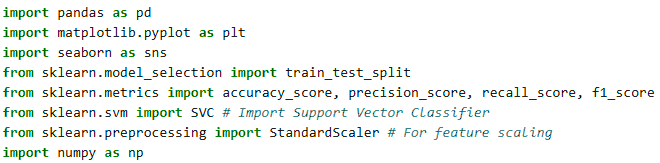 import pandas as pd
import matplotlib.pyplot as plt
import seaborn as sns
from sklearn.model_selection import train_test_split
from sklearn.metrics import accuracy_score, precision_score, recall_score, f1_score
from sklearn.svm import SVC # Import Support Vector Classifier
from sklearn.preprocessing import StandardScaler # For feature scaling
import numpy as np